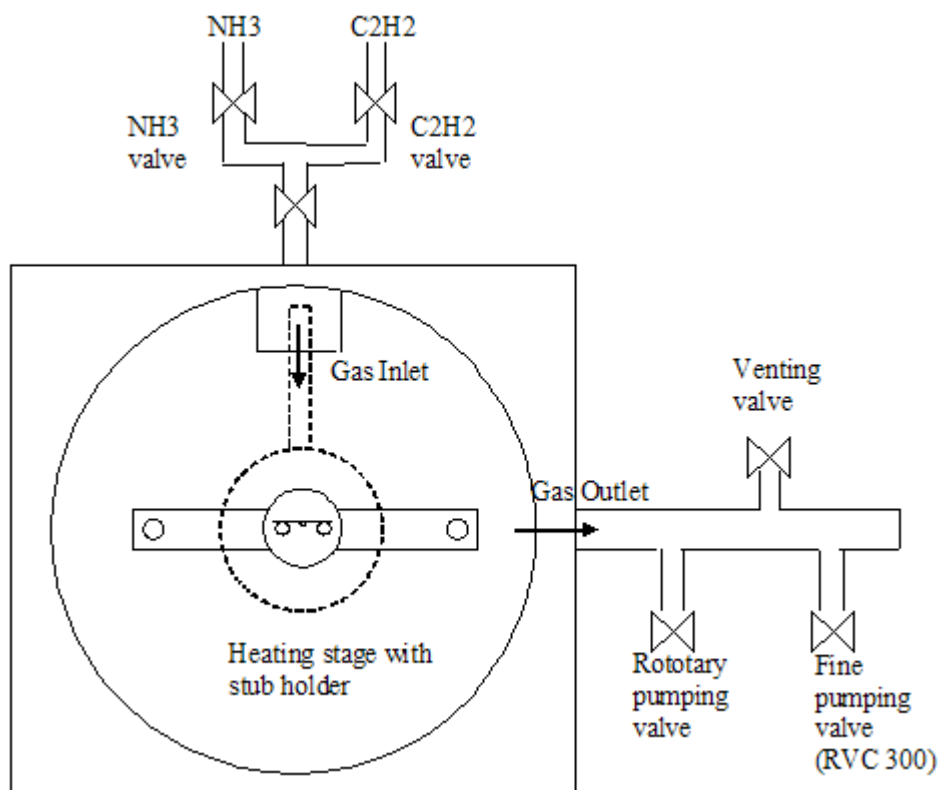 NH3
C2H2
NH3
valve
C2H2
valve
Gas Inlet
Venting
valve
Gas Outlet
Heating stage with
stub holder
Rototary
pumping
valve
Fine
pumping
valve
(RVC 300)